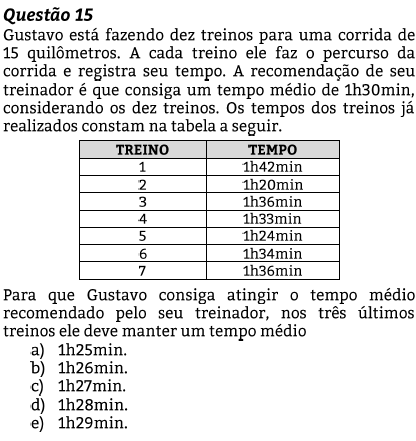 Questão 15
Gustavo está fazendo dez treinos para uma corrida de
15 quilômetros. A cada treino ele faz o percurso da
corrida e registra seu tempo. A recomendação de seu
treinador é que consiga um tempo médio de 1h30min,
considerando os dez treinos. Os tempos dos treinos já
realizados constam na tabela a seguir.
TREINO TEMPO
1 1h42min
2 1h20min
3 1h36min
4 1h33min
5 1h24min
6 1h34min
7 1h36min
Para que Gustavo consiga atingir o tempo médio
recomendado pelo seu treinador, nos três últimos
treinos ele deve manter um tempo médio
a) 1h25min.
b) 1h26min.
c) 1h27min.
d) 1h28min.
e) 1h29min.